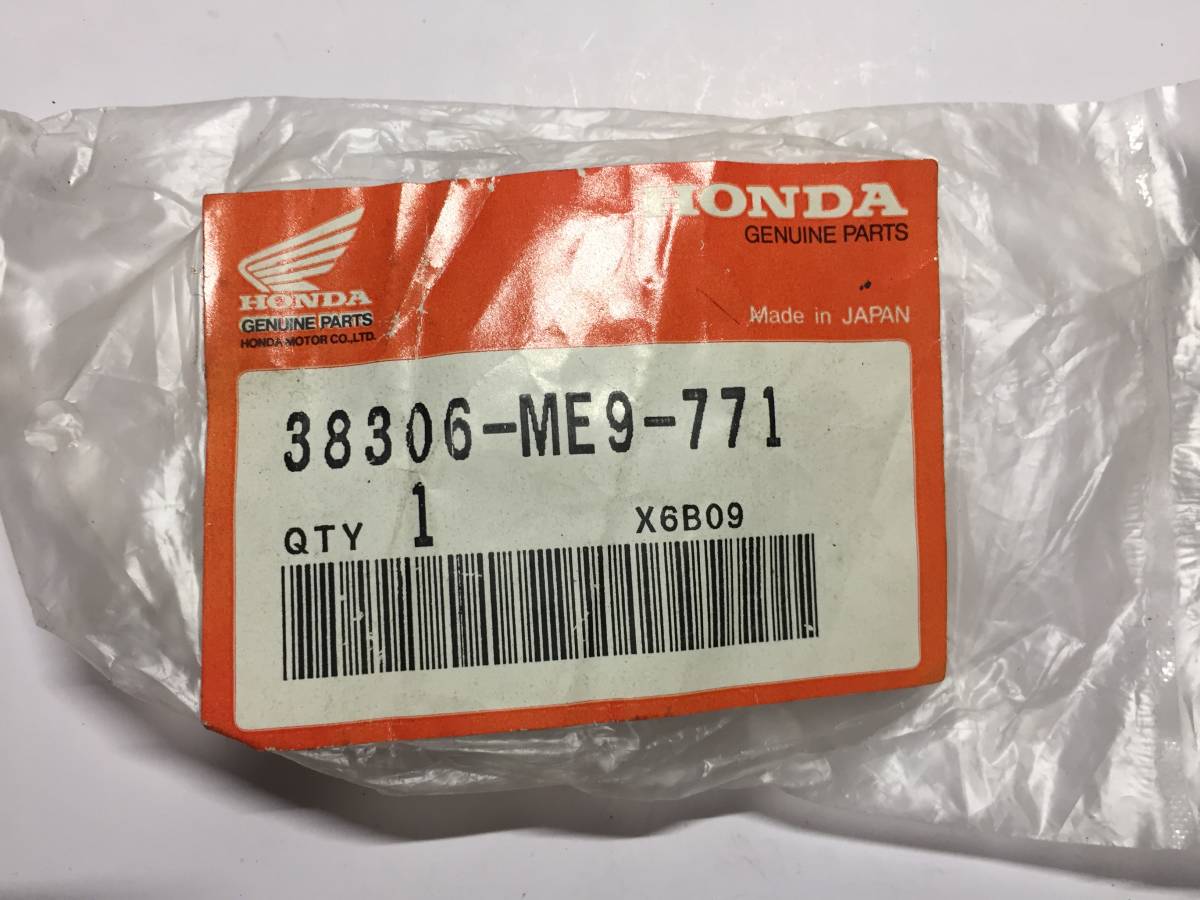 HONDA
GENUINE PARTS
HONDA MOTOR CO.,LTD.
HONDA
GENUINE PARTS
Made in JAPAN
38306-ME9-771
QTY 1 X6B09